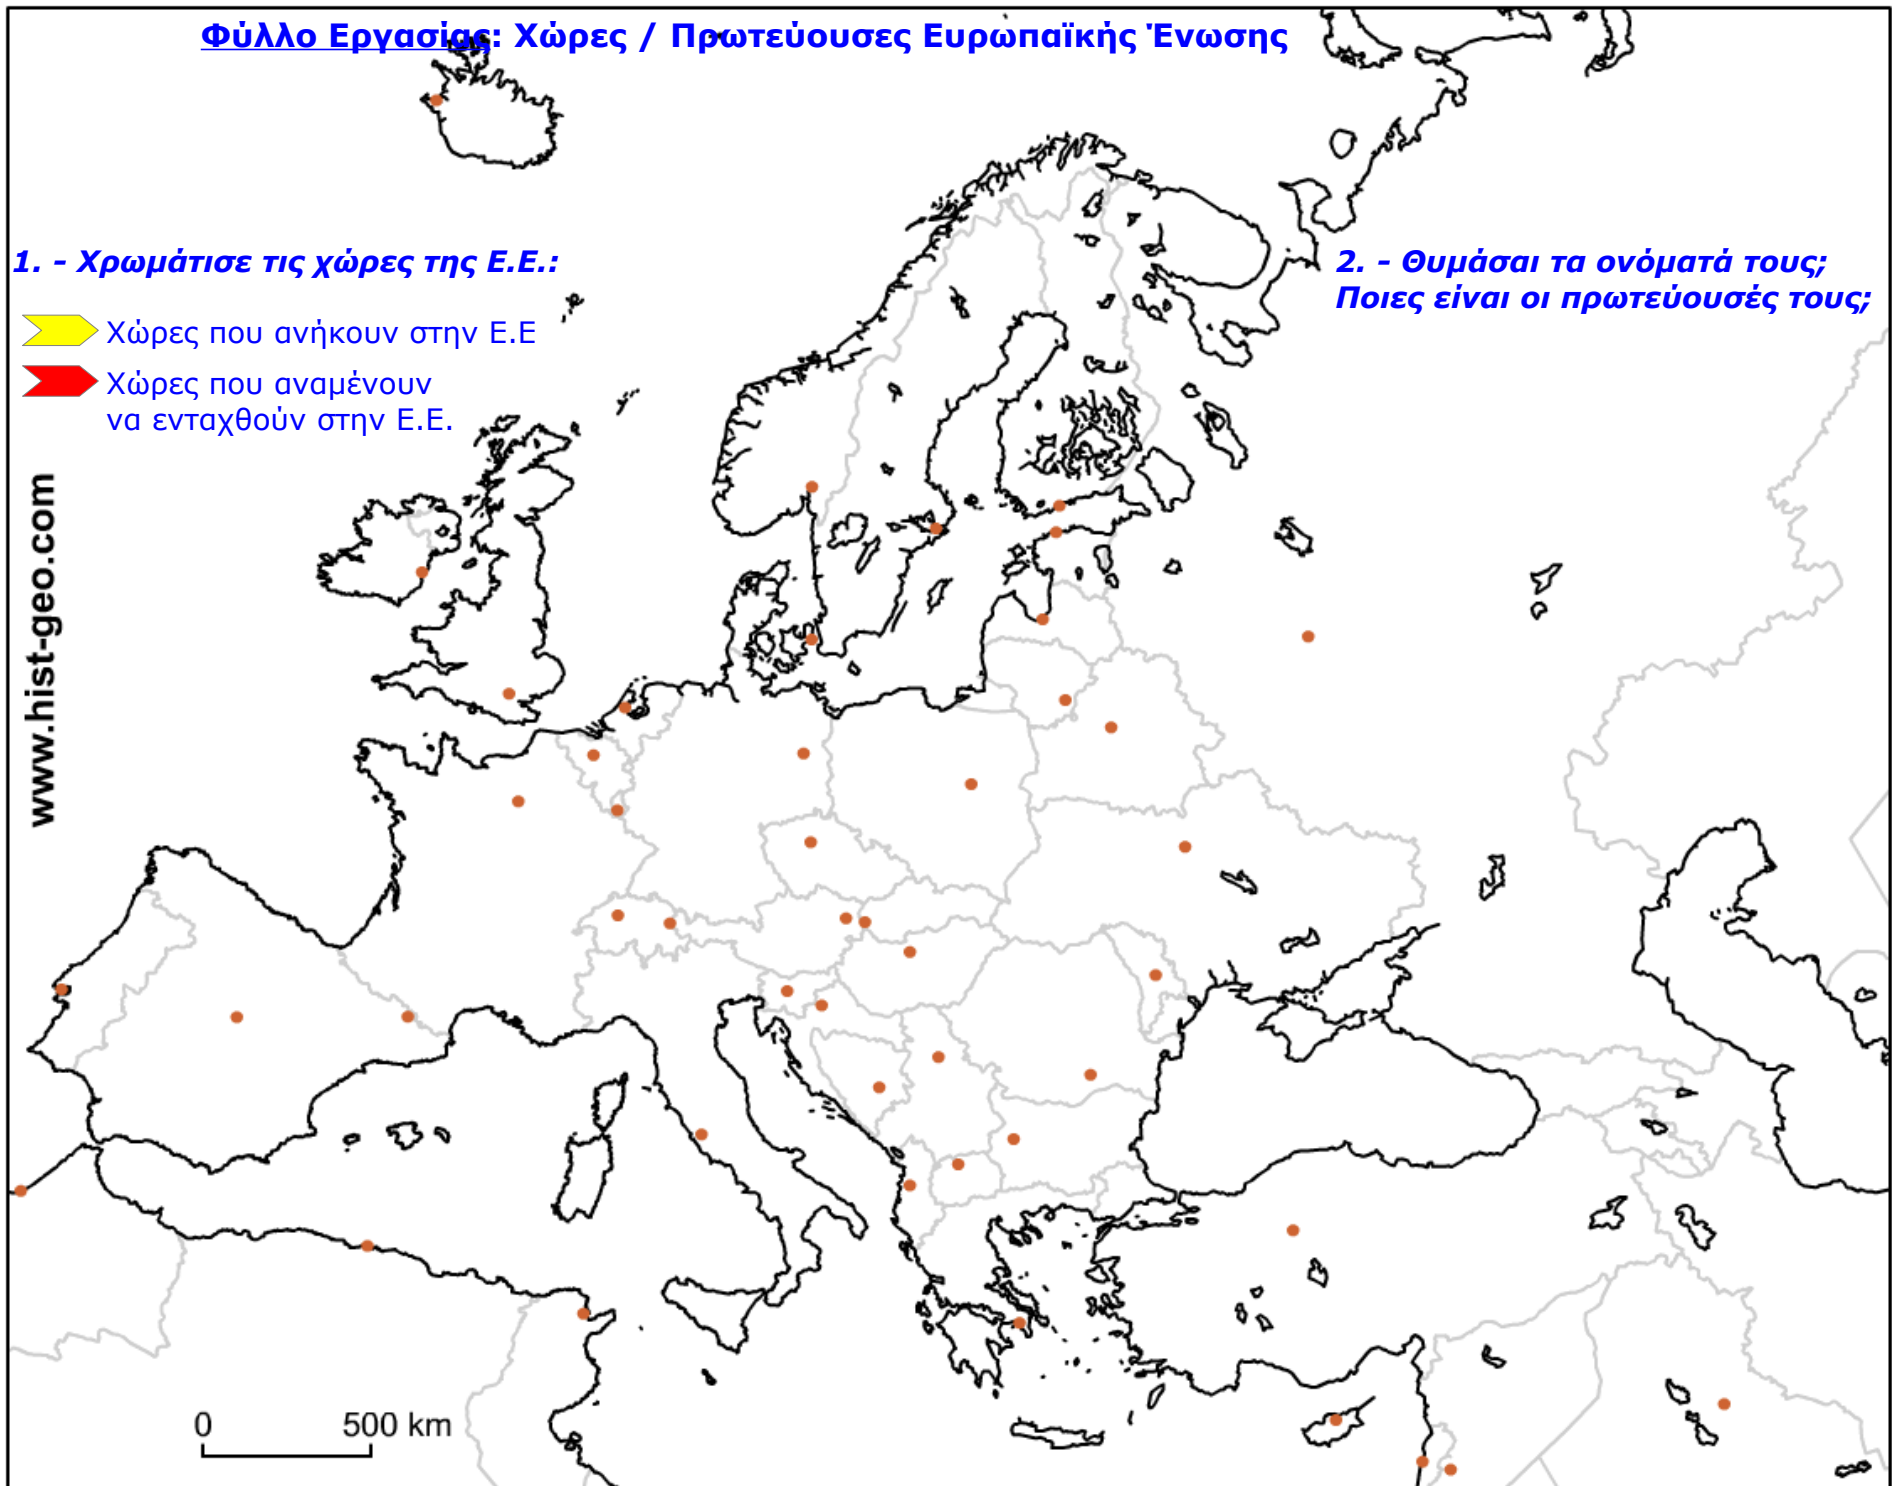 Φύλλο Εργασίας: Χώρες / Πρωτεύουσες Ευρωπαϊκής Ένωσης
1. - Χρωμάτισε τις χώρες της Ε.Ε.:
Χώρες που ανήκουν στην Ε.Ε
Χώρες που αναμένουν
να ενταχθούν στην Ε.Ε.
2. - Θυμάσαι τα ονόματά τους;
Ποιες είναι οι πρωτεύουσές τους;
www.hist-geo.com
0 500 km